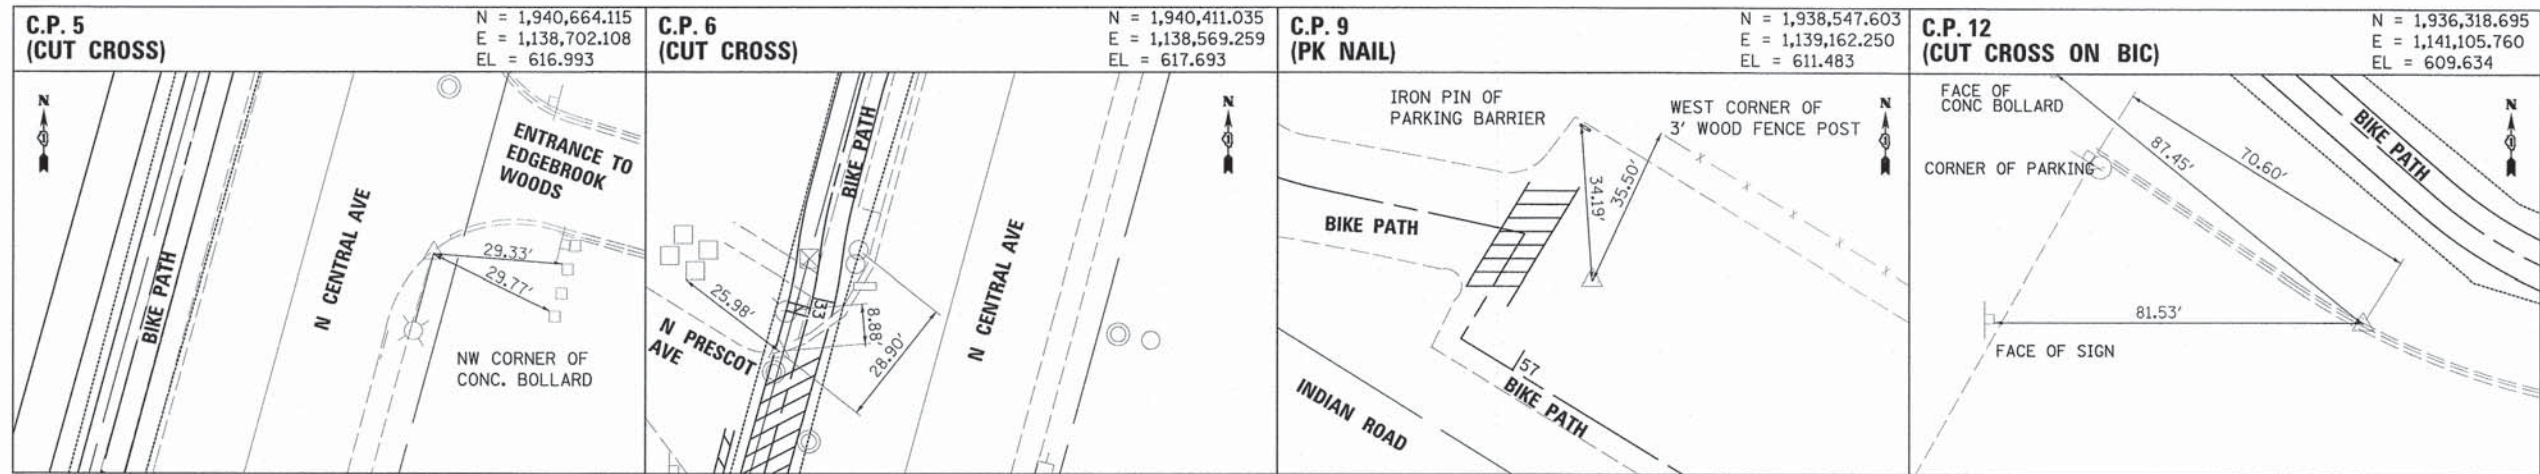 C.P. 5
(CUT CROSS)
N = 1,940,664.115
E = 1,138,702.108
EL = 616.993
N
BIKE PATH
N CENTRAL AVE
ENTRANCE TO
EDGEBROOK
WOODS
29.33'
29.77'
NW CORNER OF
CONC. BOLLARD
C.P. 6
(CUT CROSS)
N = 1,940,411.035
E = 1,138,569.259
EL = 617.693
N
BIKE PATH
N CENTRAL AVE
25.98'
33
8.88'
28.90'
N PRESCOT
AVE
C.P. 9
(PK NAIL)
N = 1,938,547.603
E = 1,139,162.250
EL = 611.483
IRON PIN OF
PARKING BARRIER
WEST CORNER OF
3' WOOD FENCE POST
N
34.19'
35.50'
X
X
X
X
BIKE PATH
57
BIKE PATH
INDIAN ROAD
C.P. 12
(CUT CROSS ON BIC)
N = 1,936,318.695
E = 1,141,105.760
EL = 609.634
FACE OF
CONC BOLLARD
N
BIKE PATH
87.45'
70.60'
CORNER OF PARKING
81.53'
FACE OF SIGN